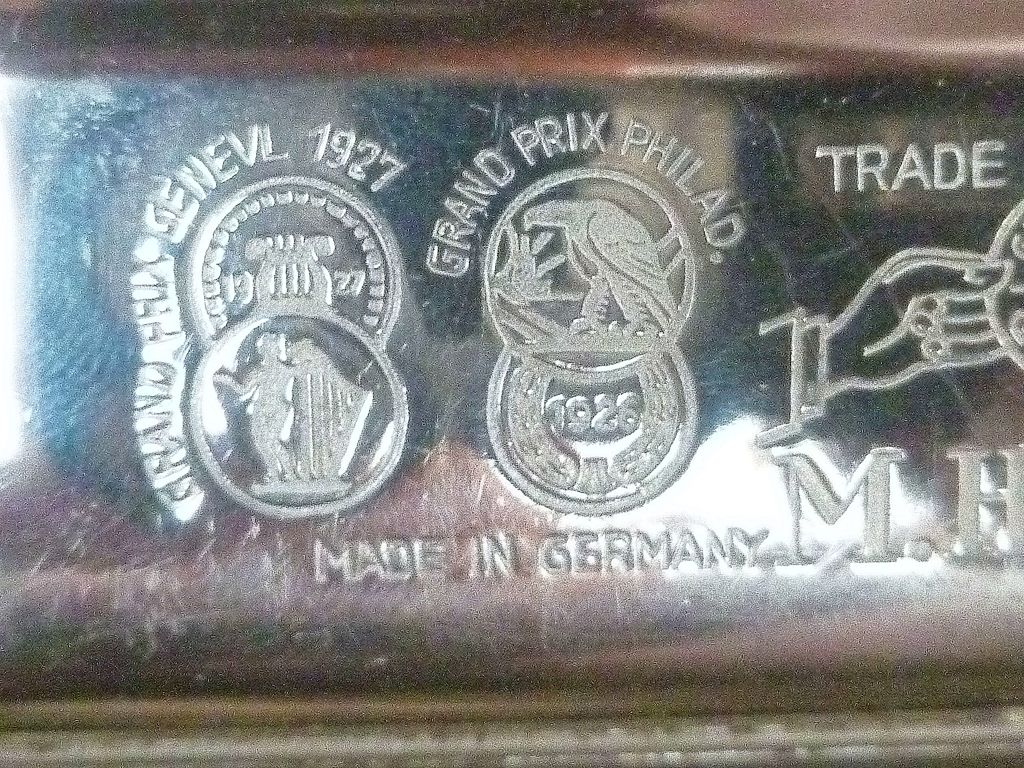 GRAND PRIX • GENEVE 1927
1927
GRAND PRIX PHILAD.
1926
TRADE
M.H
MADE IN GERMANY